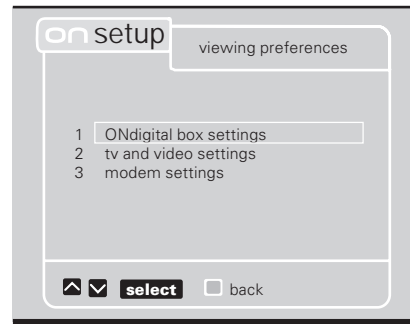 on setup
viewing preferences
1 ONdigital box settings
2 tv and video settings
3 modem settings
select back